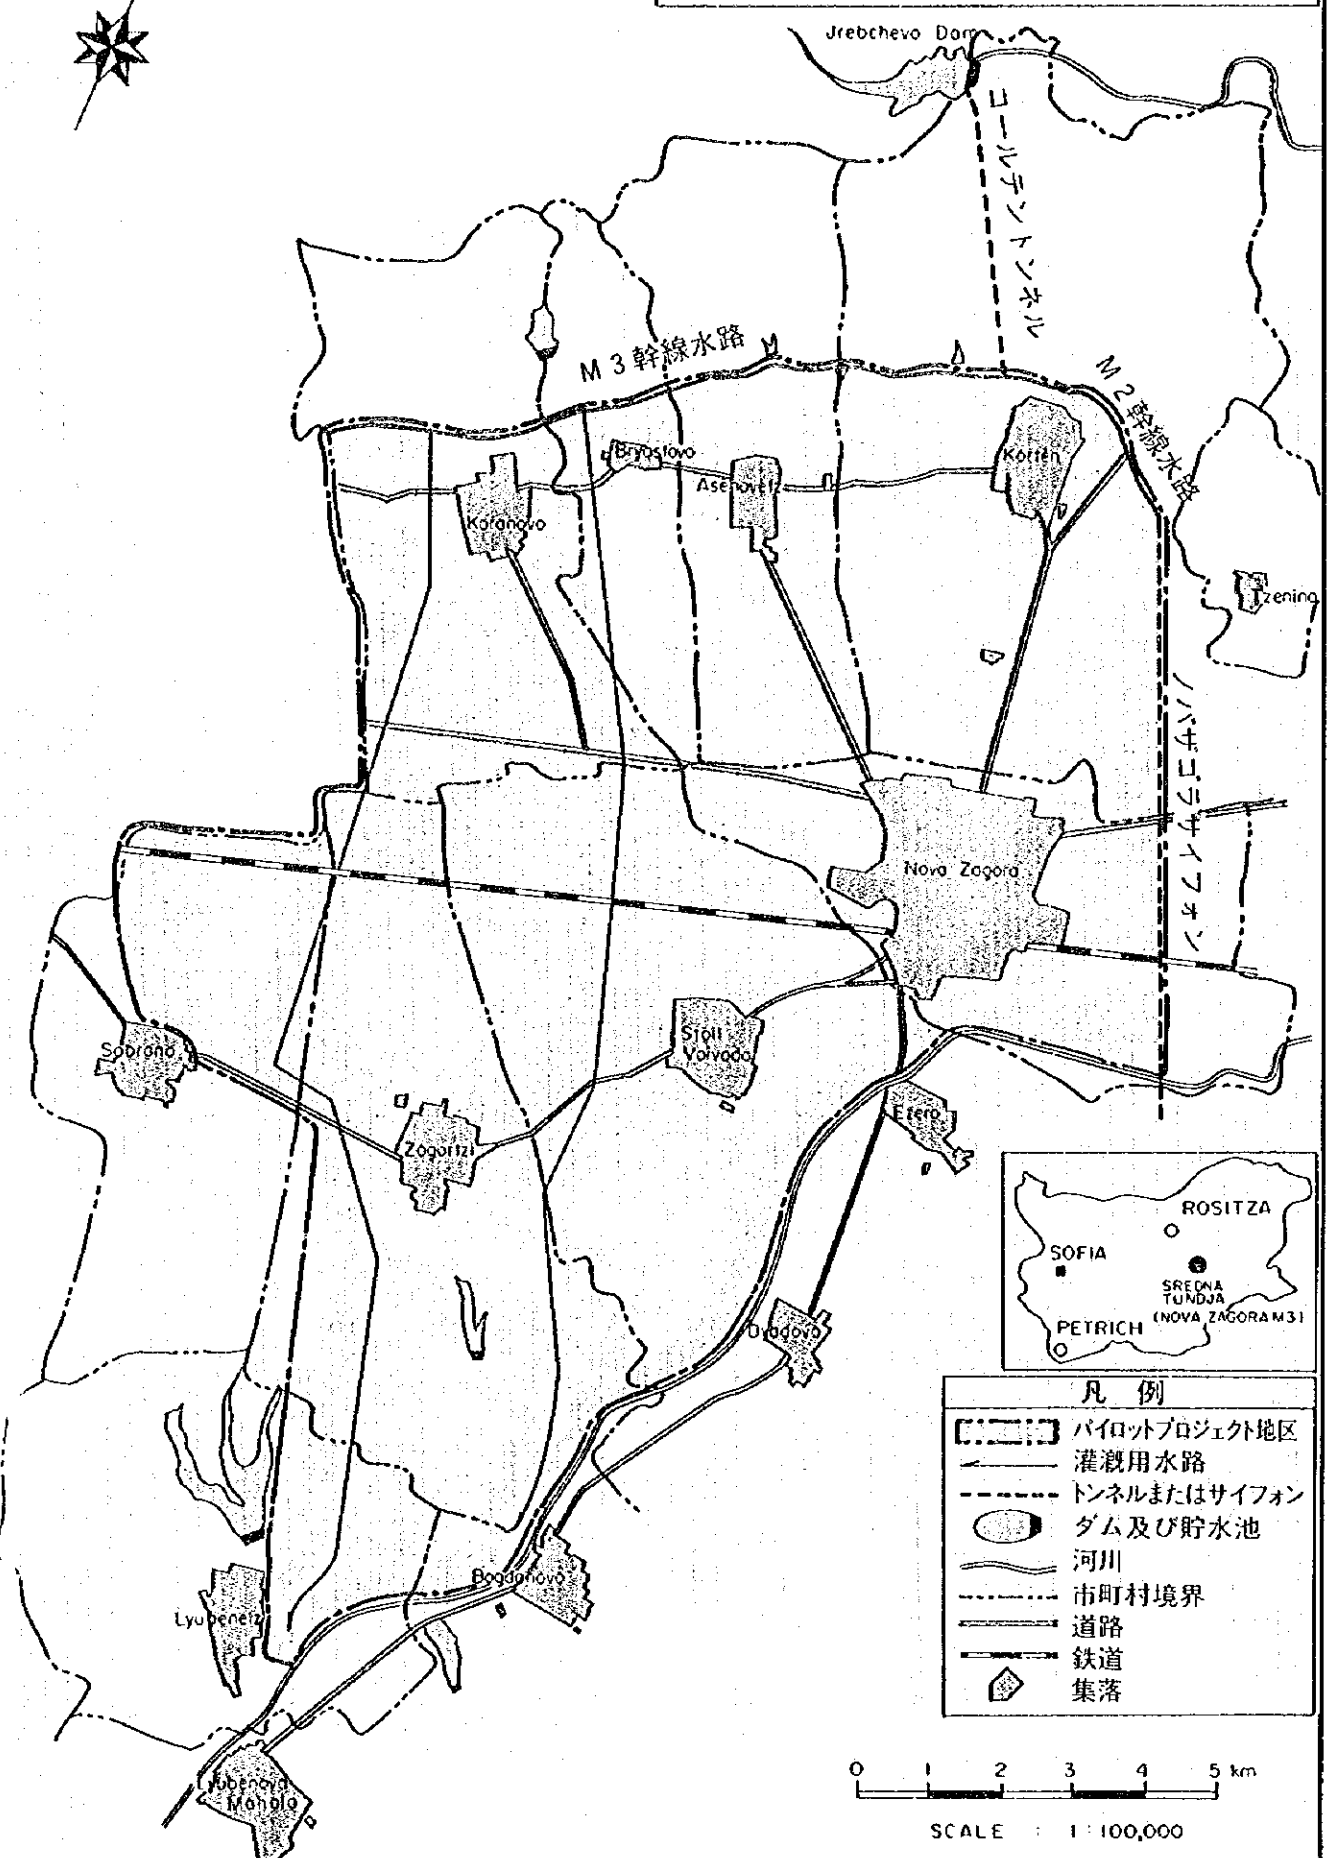 Jrebchevo Dam
コールテントンネル
M3幹線水路
M2幹線水路
Bryastovo
Korten
Asenovetz
Karanovo
Tzenino
ノバザゴラサイフォン
Nova Zagora
Stoil
Voivoda
Sabrano
Ezero
Zagortzi
ROSITZA
SOFIA
SREDNA
TUNDJA
(NOVA ZAGORA M3)
PETRICH
Dyadovo
凡例
パイロットプロジェクト地区
灌漑用水路
トンネルまたはサイフォン
ダム及び貯水池
河川
市町村境界
道路
鉄道
集落
Bogdanovo
Lyubenetz
Lyubenova
Mahala
0 1 2 3 4 5 km
SCALE : 1:100,000